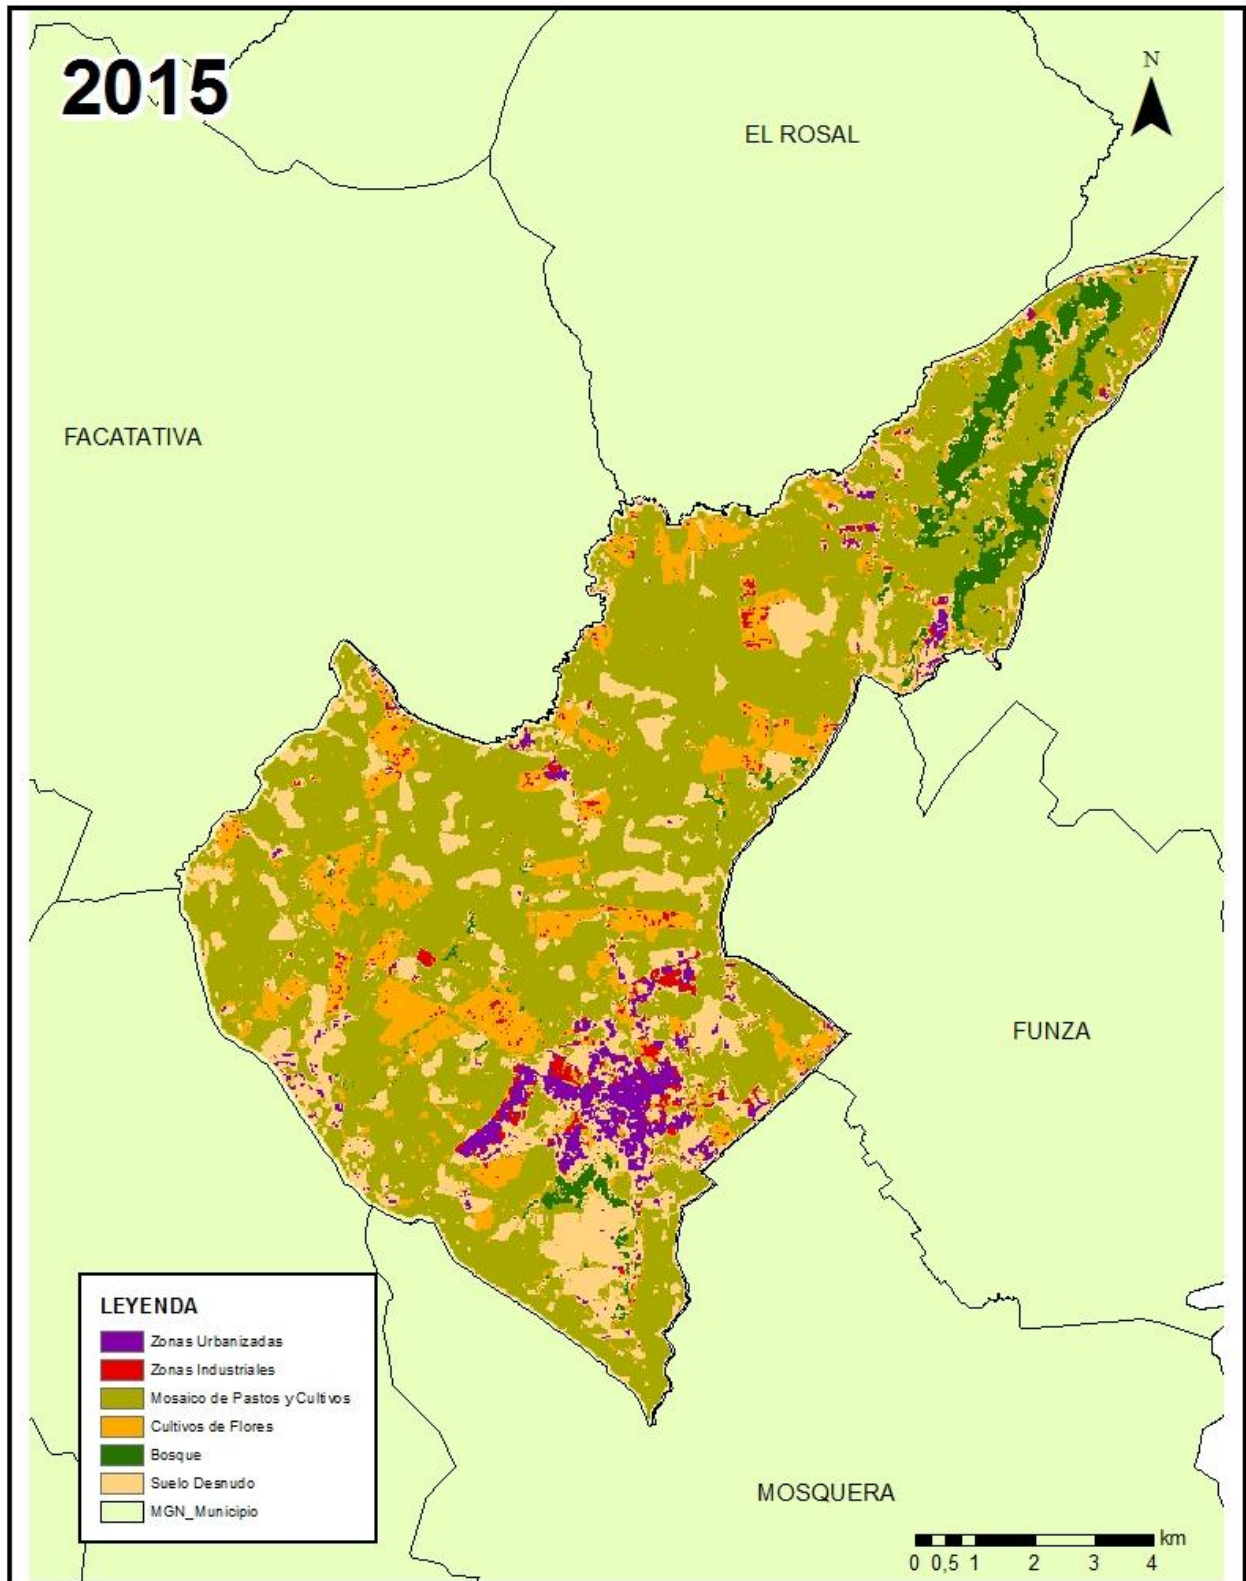 2015
N
EL ROSAL
FACATATIVA
FUNZA
LEYENDA
Zonas Urbanizadas
Zonas Industriales
Mosaico de Pastos y Cultivos
Cultivos de Flores
Bosque
Suelo Desnudo
MGN_Municipio
MOSQUERA
km
0 0,5 1 2 3 4